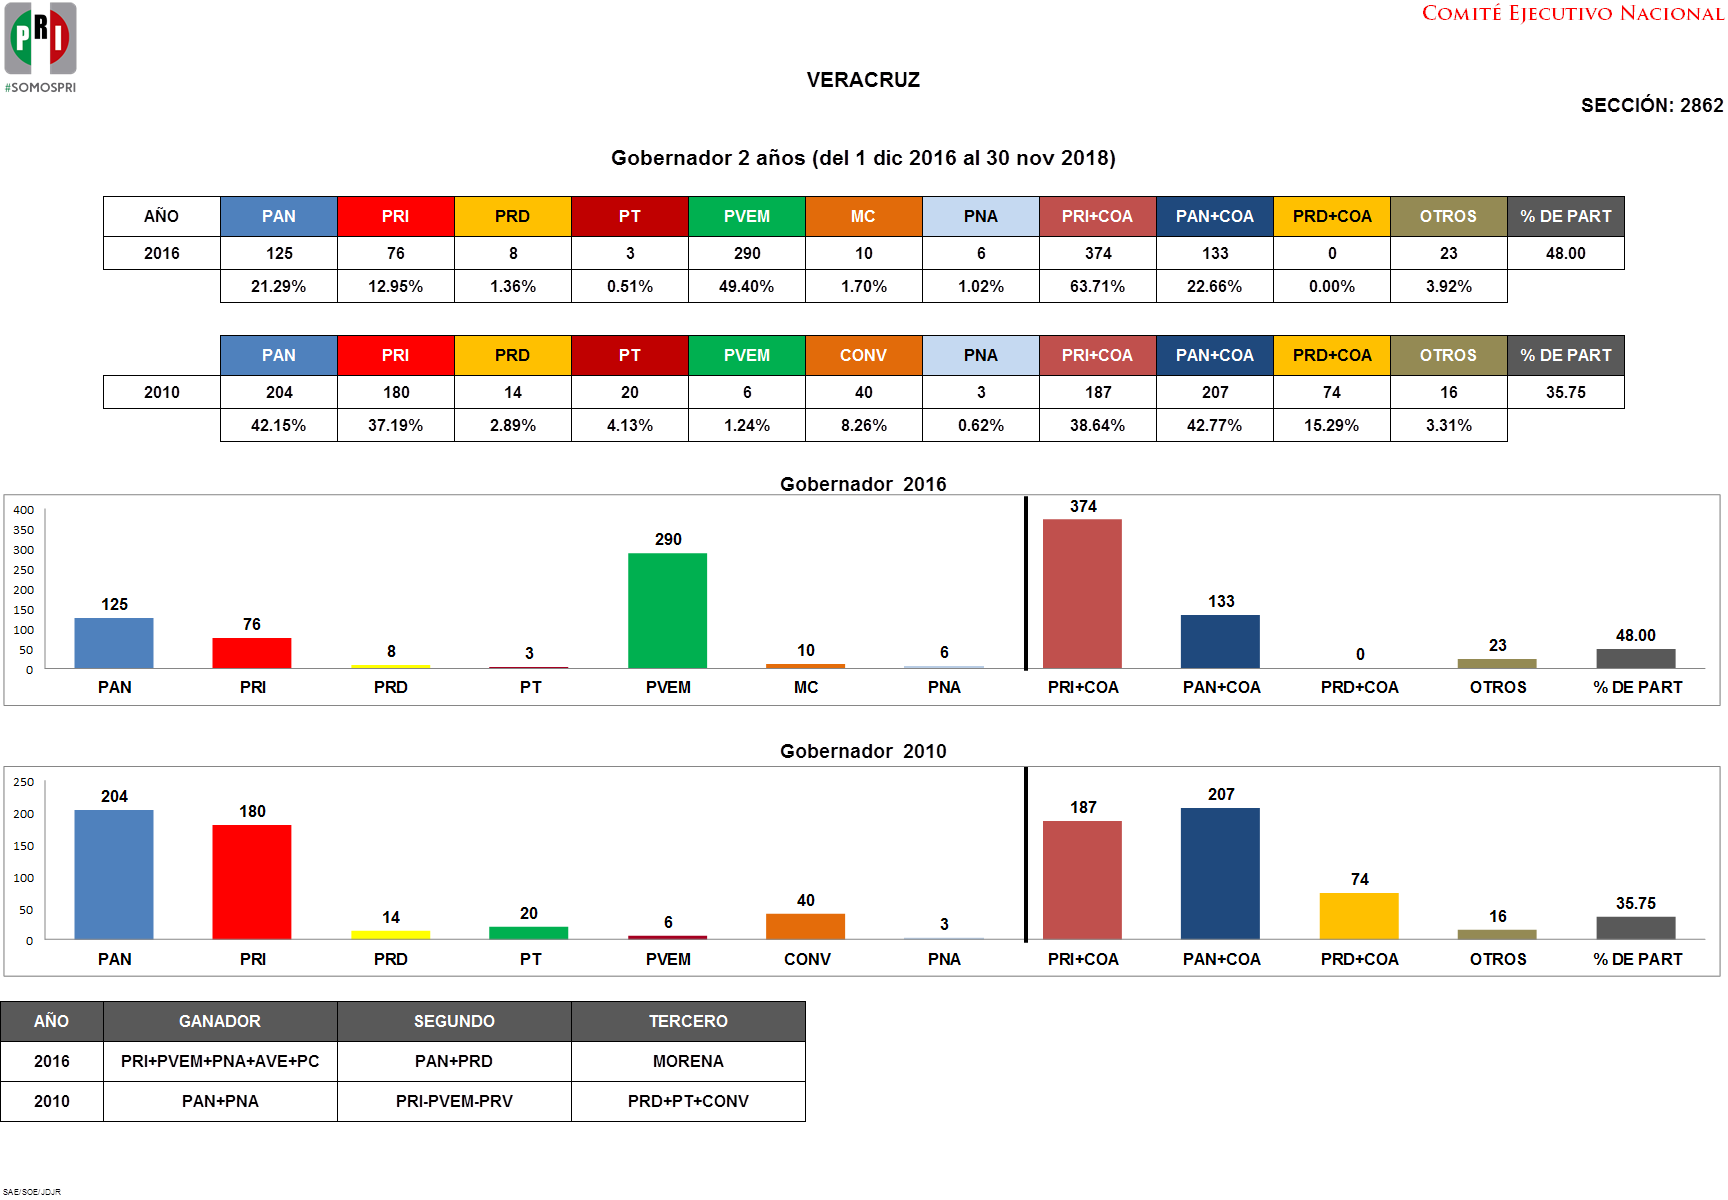 PRI
#SOMOSPRI
COMITÉ EJECUTIVO NACIONAL
VERACRUZ
SECCIÓN: 2862
Gobernador 2 años (del 1 dic 2016 al 30 nov 2018)
AÑO PAN PRI PRD PT PVEM MC PNA PRI+COA PAN+COA PRD+COA OTROS % DE PART
2016 125 76 8 3 290 10 6 374 133 0 23 48.00
21.29% 12.95% 1.36% 0.51% 49.40% 1.70% 1.02% 63.71% 22.66% 0.00% 3.92%
PAN PRI PRD PT PVEM CONV PNA PRI+COA PAN+COA PRD+COA OTROS % DE PART
2010 204 180 14 20 6 40 3 187 207 74 16 35.75
42.15% 37.19% 2.89% 4.13% 1.24% 8.26% 0.62% 38.64% 42.77% 15.29% 3.31%
Gobernador 2016
400
350
300
250
200
150
100
50
0
125 76 8 3 290 10 6 374 133 0 23 48.00
PAN PRI PRD PT PVEM MC PNA PRI+COA PAN+COA PRD+COA OTROS % DE PART
Gobernador 2010
250
200
150
100
50
0
204 180 14 20 6 40 3 187 207 74 16 35.75
PAN PRI PRD PT PVEM CONV PNA PRI+COA PAN+COA PRD+COA OTROS % DE PART
AÑO GANADOR SEGUNDO TERCERO
2016 PRI+PVEM+PNA+AVE+PC PAN+PRD MORENA
2010 PAN+PNA PRI-PVEM-PRV PRD+PT+CONV
SAE/SOE/JDJR